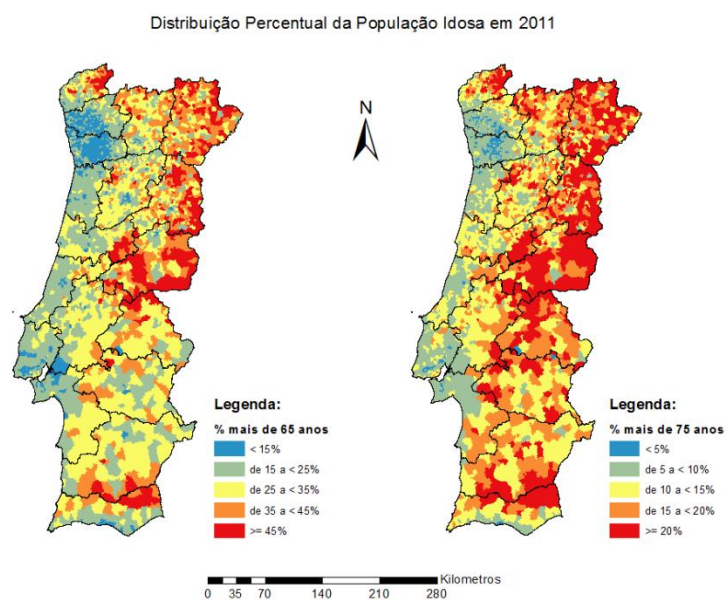 Distribuição Percentual da População Idosa em 2011
N
Legenda:
% mais de 65 anos
< 15%
de 15 a < 25%
de 25 a < 35%
de 35 a < 45%
>= 45%
Legenda:
% mais de 75 anos
< 5%
de 5 a < 10%
de 10 a < 15%
de 15 a < 20%
>= 20%
Kilometros
0 35 70 140 210 280